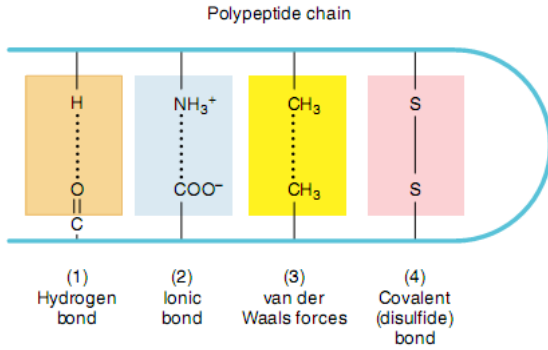 Polypeptide chain
H NH₃⁺ CH₃ S
O COO⁻ CH₃ S
C
(1) (2) (3) (4)
Hydrogen Ionic van der Covalent
bond bond Waals forces (disulfide)
bond